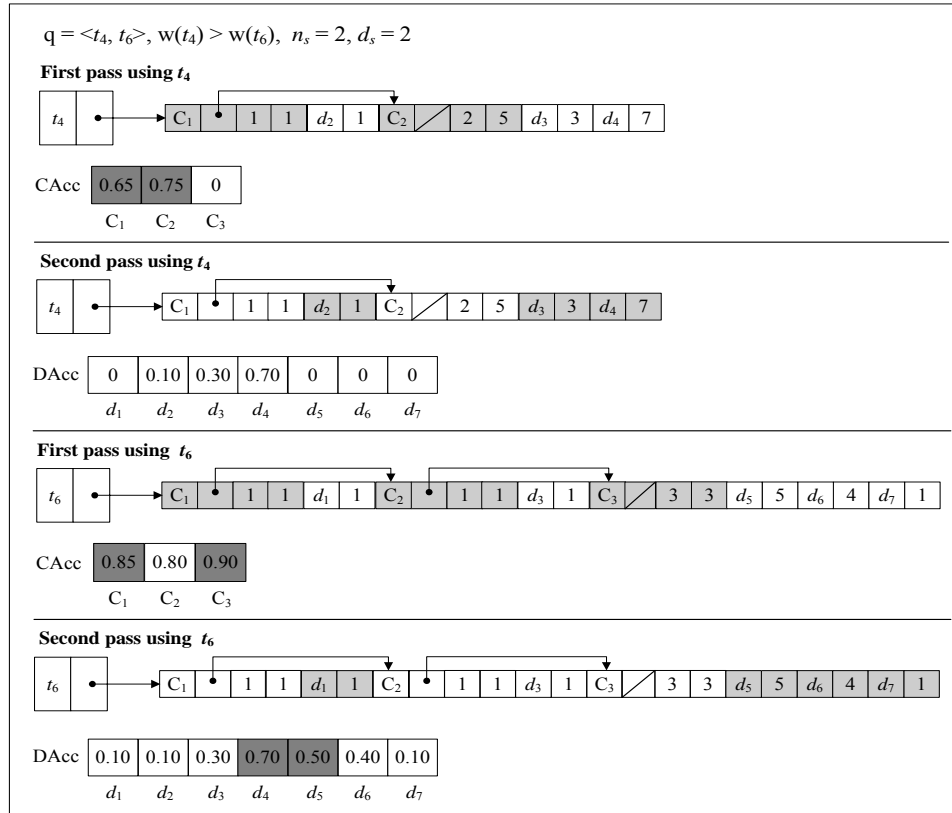 q = <t₄, t₆>, w(t₄) > w(t₆), nₛ = 2, dₛ = 2
First pass using t₄
t₄ C₁ 1 1 d₂ 1 C₂ 2 5 d₃ 3 d₄ 7
CAcc 0.65 0.75 0
C₁ C₂ C₃
Second pass using t₄
t₄ C₁ 1 1 d₂ 1 C₂ 2 5 d₃ 3 d₄ 7
DAcc 0 0.10 0.30 0.70 0 0 0
d₁ d₂ d₃ d₄ d₅ d₆ d₇
First pass using t₆
t₆ C₁ 1 1 d₁ 1 C₂ 1 1 d₃ 1 C₃ 3 3 d₅ 5 d₆ 4 d₇ 1
CAcc 0.85 0.80 0.90
C₁ C₂ C₃
Second pass using t₆
t₆ C₁ 1 1 d₁ 1 C₂ 1 1 d₃ 1 C₃ 3 3 d₅ 5 d₆ 4 d₇ 1
DAcc 0.10 0.10 0.30 0.70 0.50 0.40 0.10
d₁ d₂ d₃ d₄ d₅ d₆ d₇